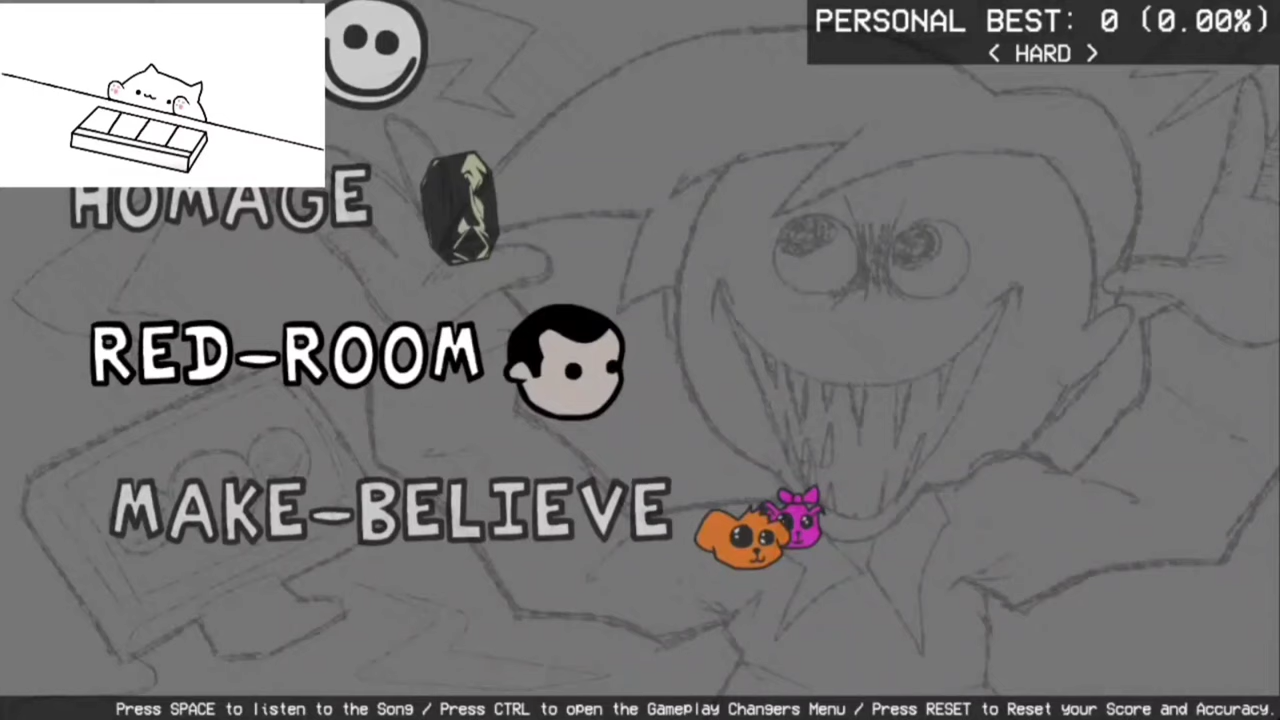 PERSONAL BEST: 0 (0.00%)
< HARD >
HOMAGE
RED-ROOM
MAKE-BELIEVE
Press SPACE to listen to the Song / Press CTRL to open the Gameplay Changers Menu / Press RESET to Reset your Score and Accuracy.